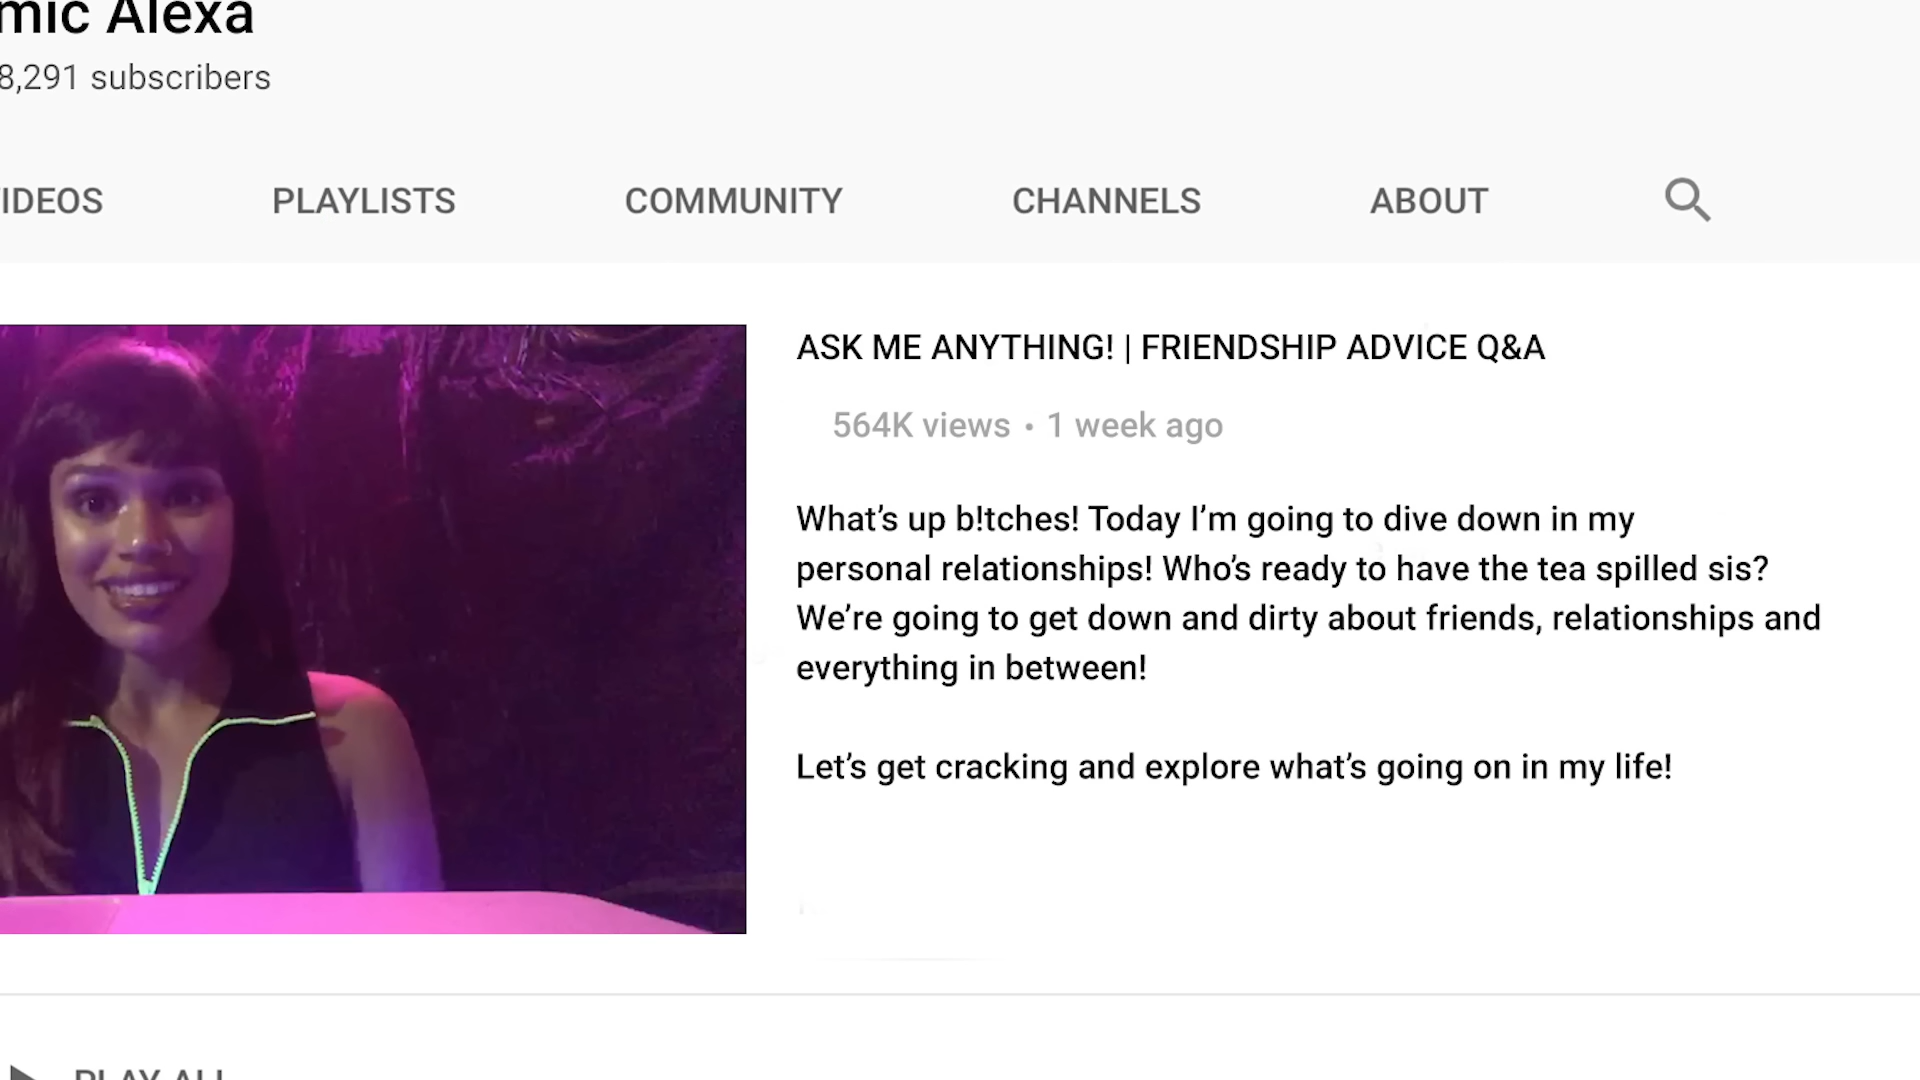 mic Alexa
8,291 subscribers
IDEOS PLAYLISTS COMMUNITY CHANNELS ABOUT
ASK ME ANYTHING! | FRIENDSHIP ADVICE Q&A
564K views • 1 week ago
What’s up b!tches! Today I’m going to dive down in my
personal relationships! Who’s ready to have the tea spilled sis?
We’re going to get down and dirty about friends, relationships and
everything in between!
Let’s get cracking and explore what’s going on in my life!
PLAY ALL